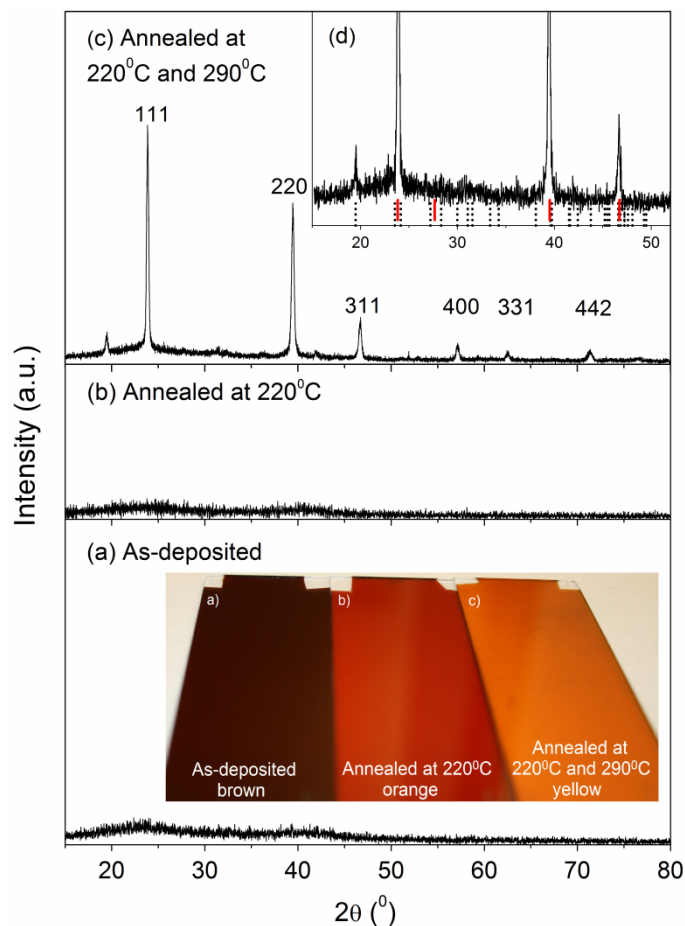 (c) Annealed at
220⁰C and 290⁰C
(d)
111
220
311
400
331
442
20 30 40 50
(b) Annealed at 220⁰C
Intensity (a.u.)
(a) As-deposited
a)
b)
c)
As-deposited
brown
Annealed at 220⁰C
orange
Annealed at
220⁰C and 290⁰C
yellow
20 30 40 50 60 70 80
2θ (⁰)